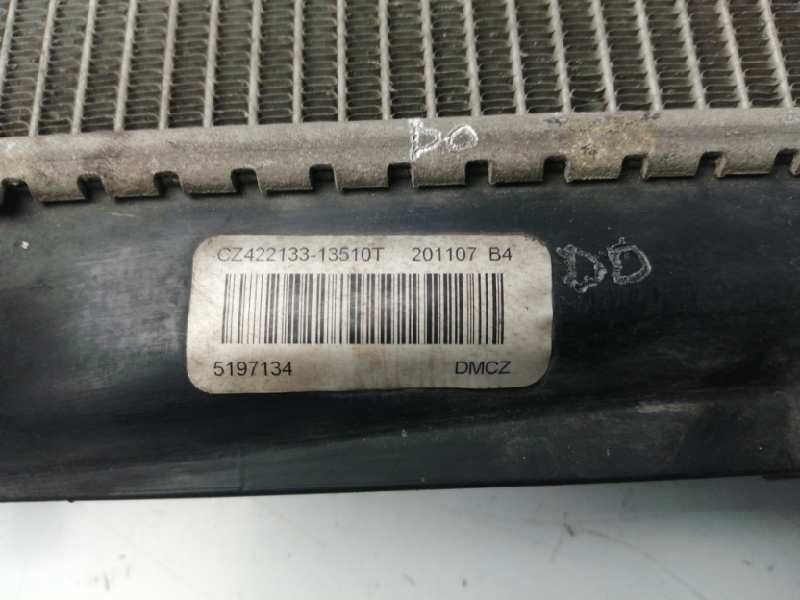 DO
CZ422133-13510T 201107 B4
DD
5197134 DMCZ